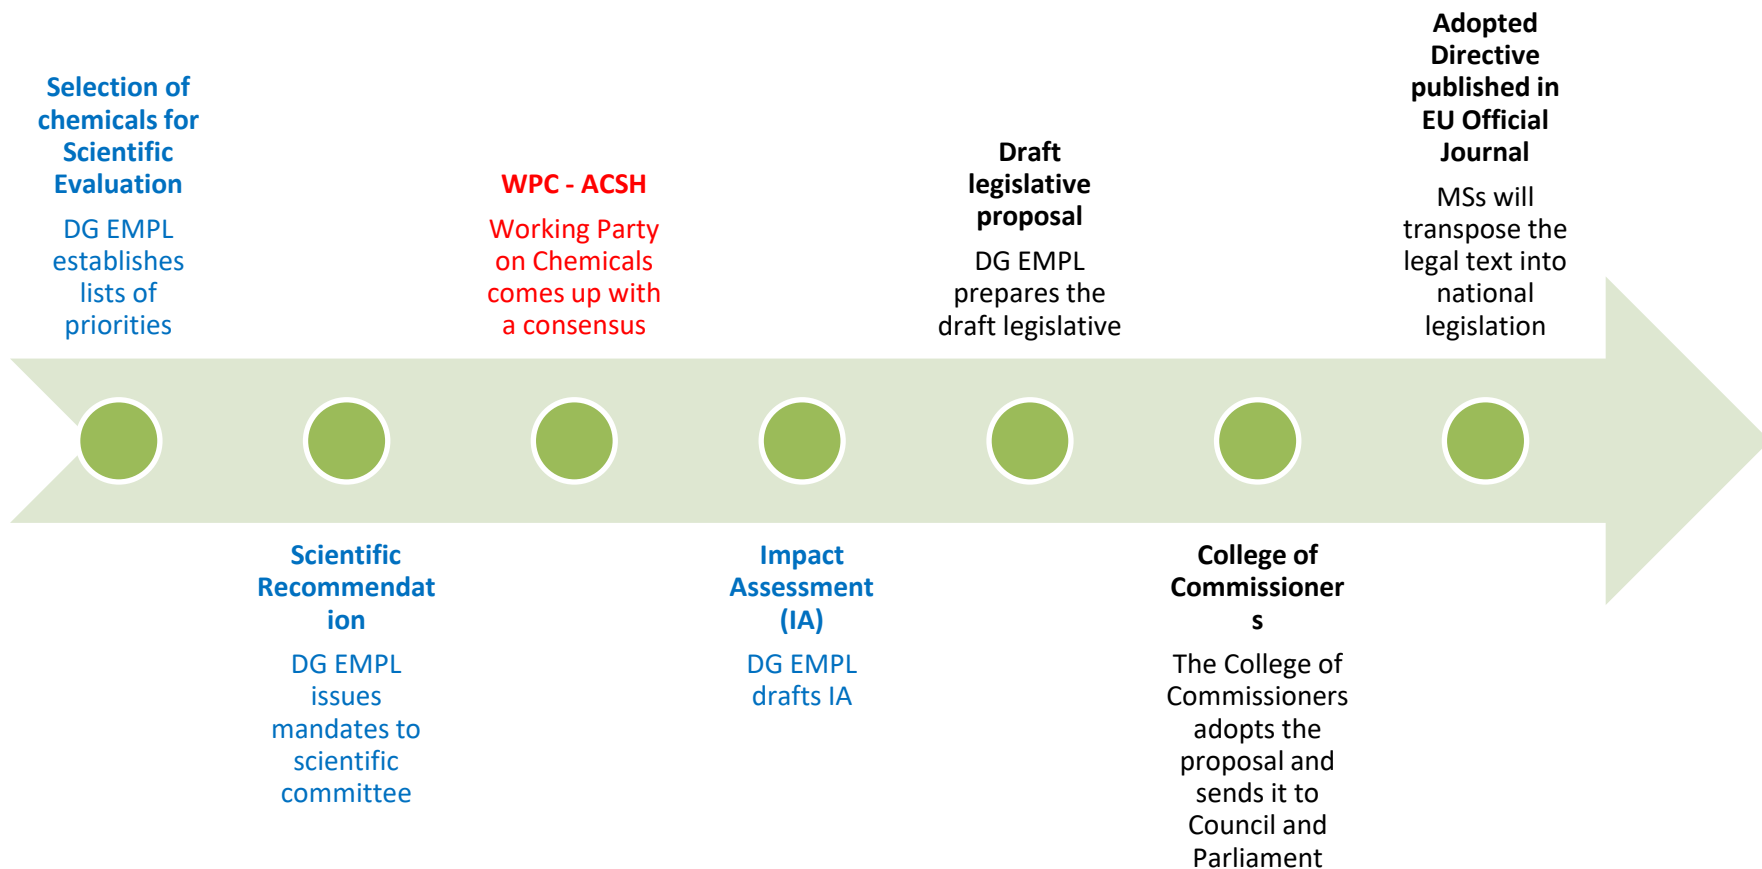 Selection of
chemicals for
Scientific
Evaluation
DG EMPL
establishes
lists of
priorities
Scientific
Recommendat
ion
DG EMPL
issues
mandates to
scientific
committee
WPC - ACSH
Working Party
on Chemicals
comes up with
a consensus
Impact
Assessment
(IA)
DG EMPL
drafts IA
Draft
legislative
proposal
DG EMPL
prepares the
draft legislative
College of
Commissioner
s
The College of
Commissioners
adopts the
proposal and
sends it to
Council and
Parliament
Adopted
Directive
published in
EU Official
Journal
MSs will
transpose the
legal text into
national
legislation